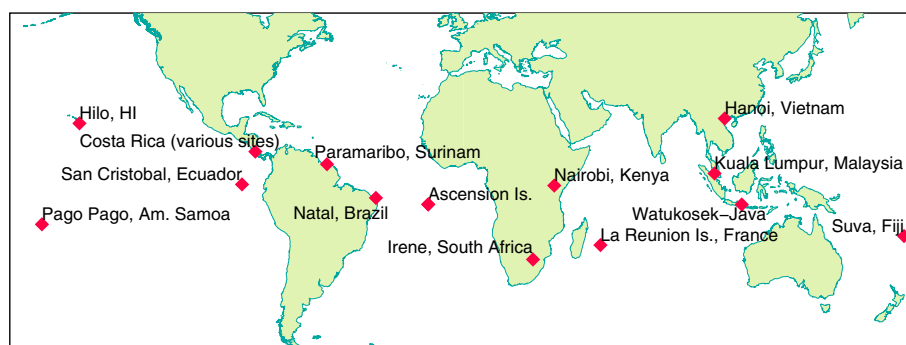 Hilo, HI
Hanoi, Vietnam
Costa Rica (various sites)
Paramaribo, Surinam
Kuala Lumpur, Malaysia
San Cristobal, Ecuador
Nairobi, Kenya
Ascension Is.
Natal, Brazil
Pago Pago, Am. Samoa
Watukosek−Java
Suva, Fiji
La Reunion Is., France
Irene, South Africa